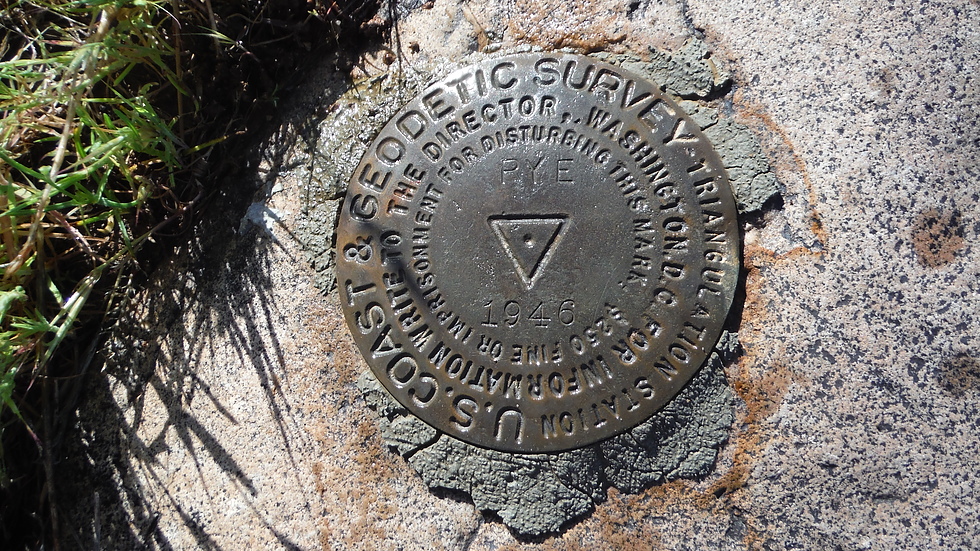 U.S. COAST & GEODETIC SURVEY TRIANGULATION STATION
FOR INFORMATION WRITE TO THE DIRECTOR, WASHINGTON, D.C.
$250 FINE OR IMPRISONMENT FOR DISTURBING THIS MARK.
PYE
1946